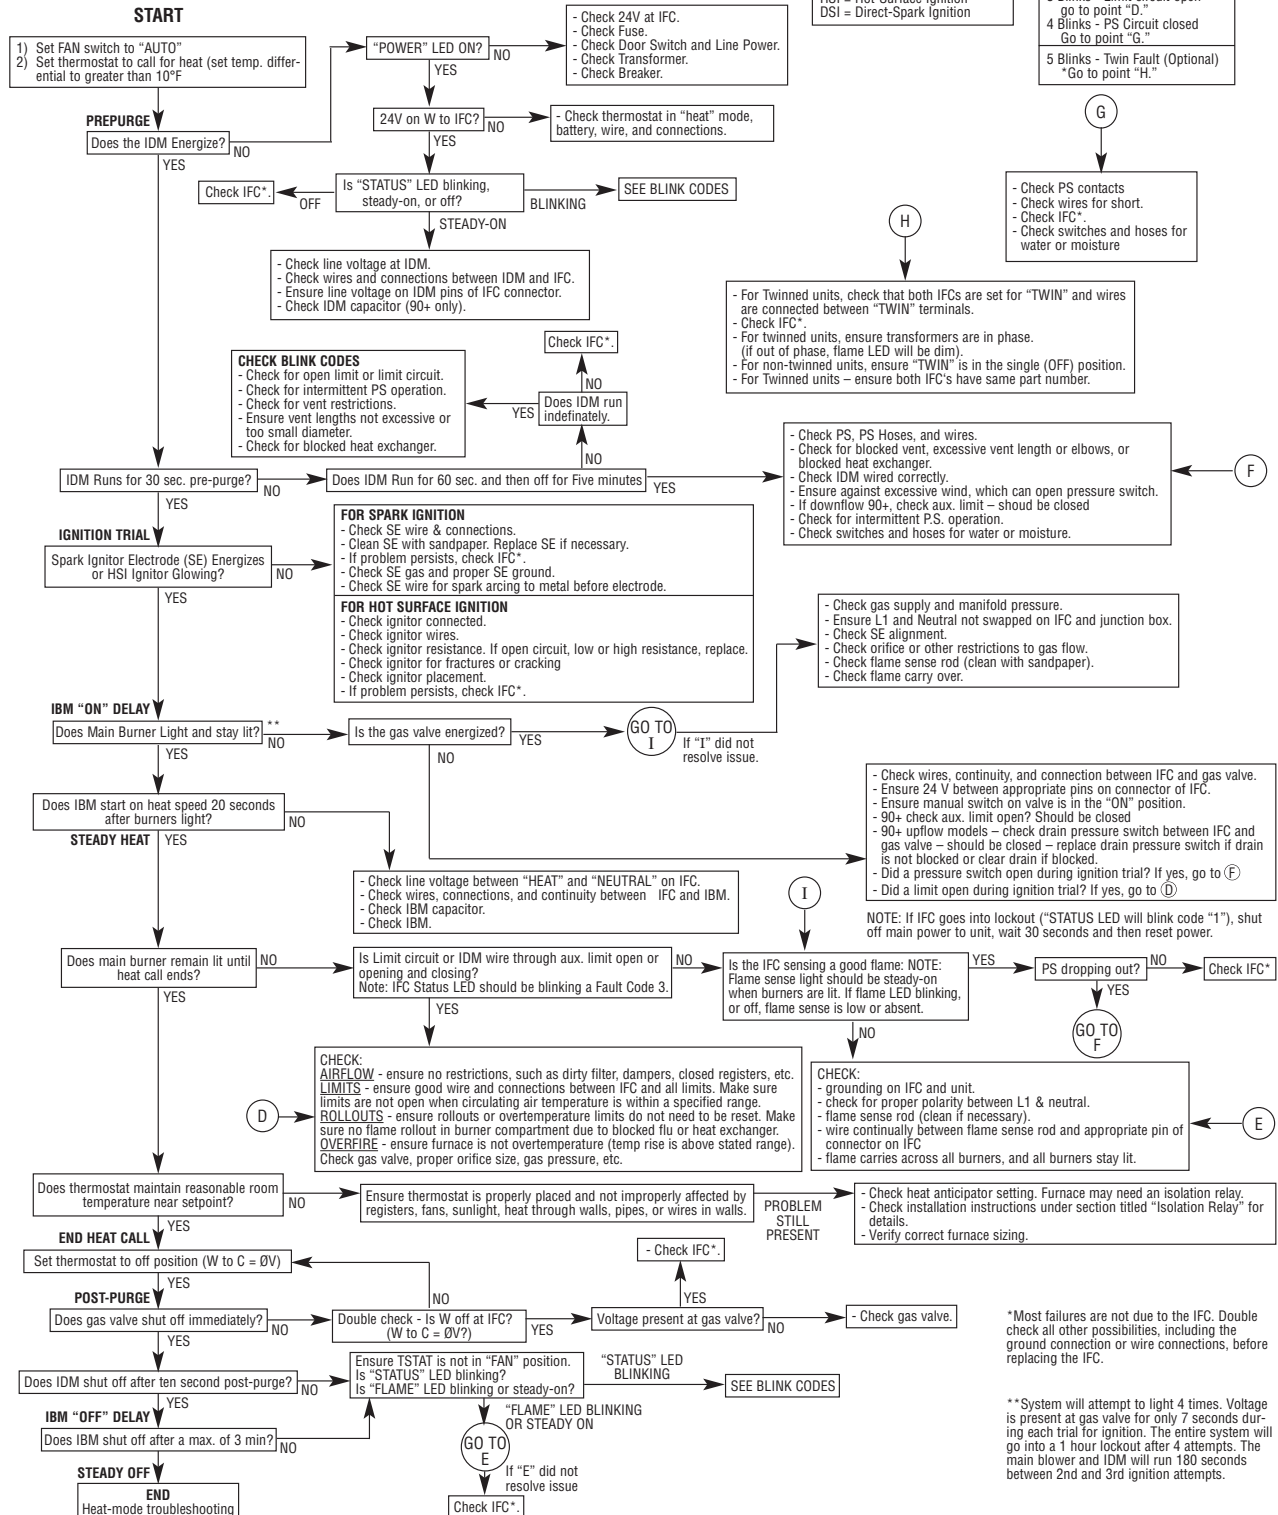 START
1) Set FAN switch to “AUTO”
2) Set thermostat to call for heat (set temp. differ-
ential to greater than 10°F
“POWER” LED ON?
NO
YES
- Check 24V at IFC.
- Check Fuse.
- Check Door Switch and Line Power.
- Check Transformer.
- Check Breaker.
DSI = Direct-Spark Ignition
go to point “D.”
4 Blinks - PS Circuit closed
Go to point “G.”
5 Blinks - Twin Fault (Optional)
*Go to point “H.”
PREPURGE
Does the IDM Energize?
NO
YES
24V on W to IFC?
NO
YES
- Check thermostat in “heat” mode,
battery, wire, and connections.
G
- Check PS contacts
- Check wires for short.
- Check IFC*.
- Check switches and hoses for
water or moisture
Check IFC*.
OFF
Is “STATUS” LED blinking,
steady-on, or off?
BLINKING
SEE BLINK CODES
STEADY-ON
H
- Check line voltage at IDM.
- Check wires and connections between IDM and IFC.
- Ensure line voltage on IDM pins of IFC connector.
- Check IDM capacitor (90+ only).
- For Twinned units, check that both IFCs are set for “TWIN” and wires
are connected between “TWIN” terminals.
- Check IFC*.
- For twinned units, ensure transformers are in phase.
(if out of phase, flame LED will be dim).
- For non-twinned units, ensure “TWIN” is in the single (OFF) position.
- For Twinned units – ensure both IFC's have same part number.
Check IFC*.
NO
CHECK BLINK CODES
- Check for open limit or limit circuit.
- Check for intermittent PS operation.
- Check for vent restrictions.
- Ensure vent lengths not excessive or
too small diameter.
- Check for blocked heat exchanger.
YES
Does IDM run
indefinately.
NO
IDM Runs for 30 sec. pre-purge?
NO
YES
Does IDM Run for 60 sec. and then off for Five minutes
YES
- Check PS, PS Hoses, and wires.
- Check for blocked vent, excessive vent length or elbows, or
blocked heat exchanger.
- Check IDM wired correctly.
- Ensure against excessive wind, which can open pressure switch.
- If downflow 90+, check aux. limit – shoud be closed
- Check for intermittent P.S. operation.
- Check switches and hoses for water or moisture.
F
IGNITION TRIAL
Spark Ignitor Electrode (SE) Energizes
or HSI Ignitor Glowing?
NO
YES
FOR SPARK IGNITION
- Check SE wire & connections.
- Clean SE with sandpaper. Replace SE if necessary.
- If problem persists, check IFC*.
- Check SE gas and proper SE ground.
- Check SE wire for spark arcing to metal before electrode.
FOR HOT SURFACE IGNITION
- Check ignitor connected.
- Check ignitor wires.
- Check ignitor resistance. If open circuit, low or high resistance, replace.
- Check ignitor for fractures or cracking
- Check ignitor placement.
- If problem persists, check IFC*.
- Check gas supply and manifold pressure.
- Ensure L1 and Neutral not swapped on IFC and junction box.
- Check SE alignment.
- Check orifice or other restrictions to gas flow.
- Check flame sense rod (clean with sandpaper).
- Check flame carry over.
IBM “ON” DELAY
Does Main Burner Light and stay lit?
**
NO
YES
Is the gas valve energized?
YES
NO
GO TO
I
If “I” did not
resolve issue.
Does IBM start on heat speed 20 seconds
after burners light?
NO
- Check wires, continuity, and connection between IFC and gas valve.
- Ensure 24 V between appropriate pins on connector of IFC.
- Ensure manual switch on valve is in the “ON” position.
- 90+ check aux. limit open? Should be closed
- 90+ upflow models – check drain pressure switch between IFC and
gas valve – should be closed – replace drain pressure switch if drain
is not blocked or clear drain if blocked.
- Did a pressure switch open during ignition trial? If yes, go to F
- Did a limit open during ignition trial? If yes, go to D
STEADY HEAT
YES
- Check line voltage between “HEAT” and “NEUTRAL” on IFC.
- Check wires, connections, and continuity between IFC and IBM.
- Check IBM capacitor.
- Check IBM.
I
NOTE: If IFC goes into lockout (“STATUS LED will blink code “1”), shut
off main power to unit, wait 30 seconds and then reset power.
Does main burner remain lit until
heat call ends?
NO
YES
Is Limit circuit or IDM wire through aux. limit open or
opening and closing?
Note: IFC Status LED should be blinking a Fault Code 3.
NO
YES
Is the IFC sensing a good flame: NOTE:
Flame sense light should be steady-on
when burners are lit. If flame LED blinking,
or off, flame sense is low or absent.
YES
NO
PS dropping out?
NO
YES
Check IFC*
GO TO
F
D
CHECK:
AIRFLOW - ensure no restrictions, such as dirty filter, dampers, closed registers, etc.
LIMITS - ensure good wire and connections between IFC and all limits. Make sure
limits are not open when circulating air temperature is within a specified range.
ROLLOUTS - ensure rollouts or overtemperature limits do not need to be reset. Make
sure no flame rollout in burner compartment due to blocked flu or heat exchanger.
OVERFIRE - ensure furnace is not overtemperature (temp rise is above stated range).
Check gas valve, proper orifice size, gas pressure, etc.
CHECK:
- grounding on IFC and unit.
- check for proper polarity between L1 & neutral.
- flame sense rod (clean if necessary).
- wire continually between flame sense rod and appropriate pin of
connector on IFC
- flame carries across all burners, and all burners stay lit.
E
Does thermostat maintain reasonable room
temperature near setpoint?
NO
YES
Ensure thermostat is properly placed and not improperly affected by
registers, fans, sunlight, heat through walls, pipes, or wires in walls.
PROBLEM
STILL
PRESENT
- Check heat anticipator setting. Furnace may need an isolation relay.
- Check installation instructions under section titled “Isolation Relay” for
details.
- Verify correct furnace sizing.
END HEAT CALL
Set thermostat to off position (W to C = ØV)
YES
- Check IFC*.
POST-PURGE
Does gas valve shut off immediately?
NO
YES
NO
Double check - Is W off at IFC?
(W to C = ØV?)
YES
YES
Voltage present at gas valve?
NO
- Check gas valve.
*Most failures are not due to the IFC. Double
check all other possibilities, including the
ground connection or wire connections, before
replacing the IFC.
Does IDM shut off after ten second post-purge?
NO
YES
Ensure TSTAT is not in “FAN” position.
Is “STATUS” LED blinking?
Is “FLAME” LED blinking or steady-on?
“STATUS” LED
BLINKING
SEE BLINK CODES
“FLAME” LED BLINKING
OR STEADY ON
IBM “OFF” DELAY
Does IBM shut off after a max. of 3 min?
NO
GO TO
E
If “E” did not
resolve issue
Check IFC*.
**System will attempt to light 4 times. Voltage
is present at gas valve for only 7 seconds dur-
ing each trial for ignition. The entire system will
go into a 1 hour lockout after 4 attempts. The
main blower and IDM will run 180 seconds
between 2nd and 3rd ignition attempts.
STEADY OFF
END
Heat-mode troubleshooting